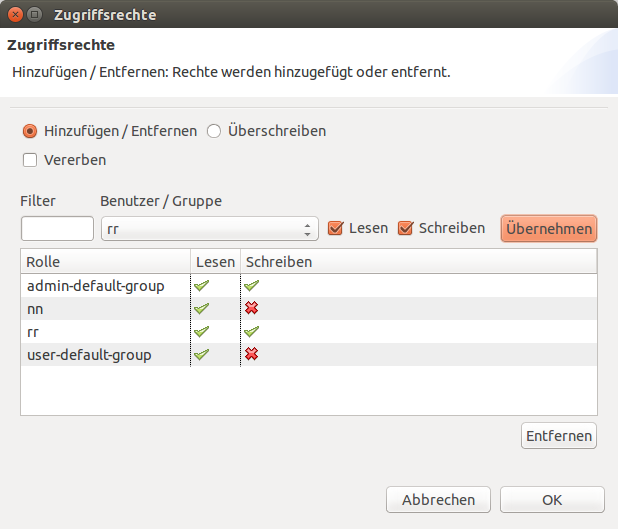 Zugriffsrechte
Zugriffsrechte
Hinzufügen / Entfernen: Rechte werden hinzugefügt oder entfernt.
Hinzufügen / Entfernen Überschreiben
Vererben
Filter Benutzer / Gruppe
rr Lesen Schreiben Übernehmen
Rolle Lesen Schreiben
admin-default-group
nn
rr
user-default-group
Entfernen
Abbrechen OK